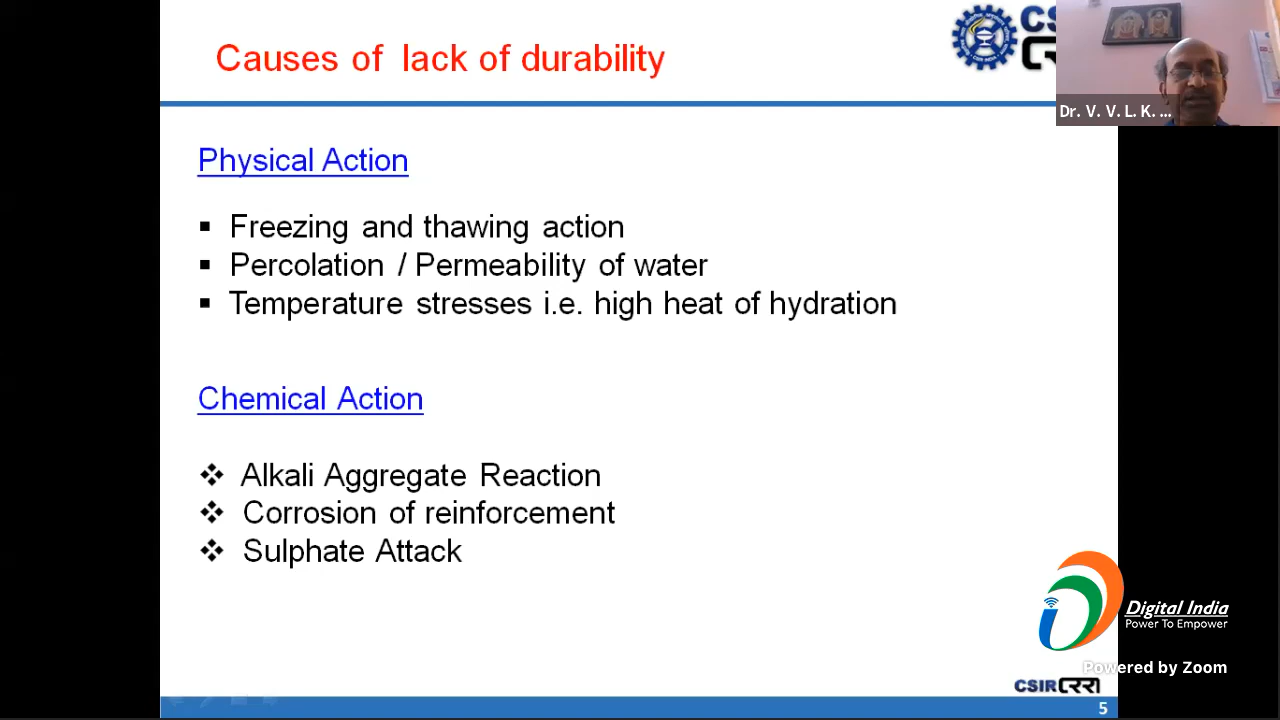 Causes of lack of durability
CS
Dr. V. V. L. K. ...
Physical Action
Freezing and thawing action
Percolation / Permeability of water
Temperature stresses i.e. high heat of hydration
Chemical Action
Alkali Aggregate Reaction
Corrosion of reinforcement
Sulphate Attack
Digital India
Power To Empower
Powered by Zoom
CSIR CRRI
5